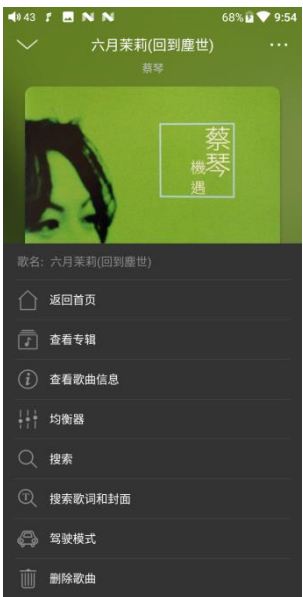 43 68% 9:54
六月茉莉(回到塵世)
蔡琴
蔡琴
機遇
歌名: 六月茉莉(回到塵世)
返回首页
查看专辑
查看歌曲信息
均衡器
搜索
搜索歌词和封面
驾驶模式
删除歌曲